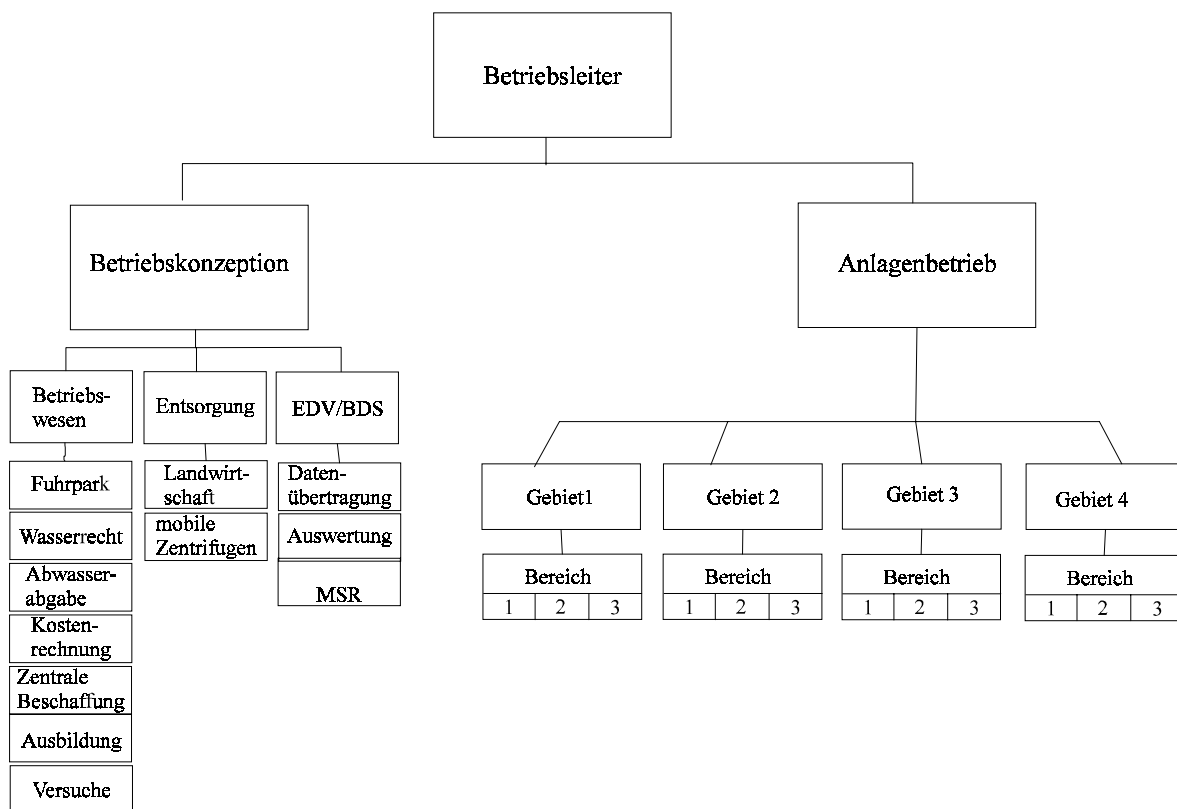 Betriebsleiter
Betriebskonzeption
Anlagenbetrieb
Betriebs-
wesen
Entsorgung
EDV/BDS
Fuhrpark
Wasserrecht
Abwasser-
abgabe
Kosten-
rechnung
Zentrale
Beschaffung
Ausbildung
Versuche
Landwirt-
schaft
mobile
Zentrifugen
Daten-
übertragung
Auswertung
MSR
Gebiet1
Gebiet 2
Gebiet 3
Gebiet 4
Bereich
1 2 3
Bereich
1 2 3
Bereich
1 2 3
Bereich
1 2 3